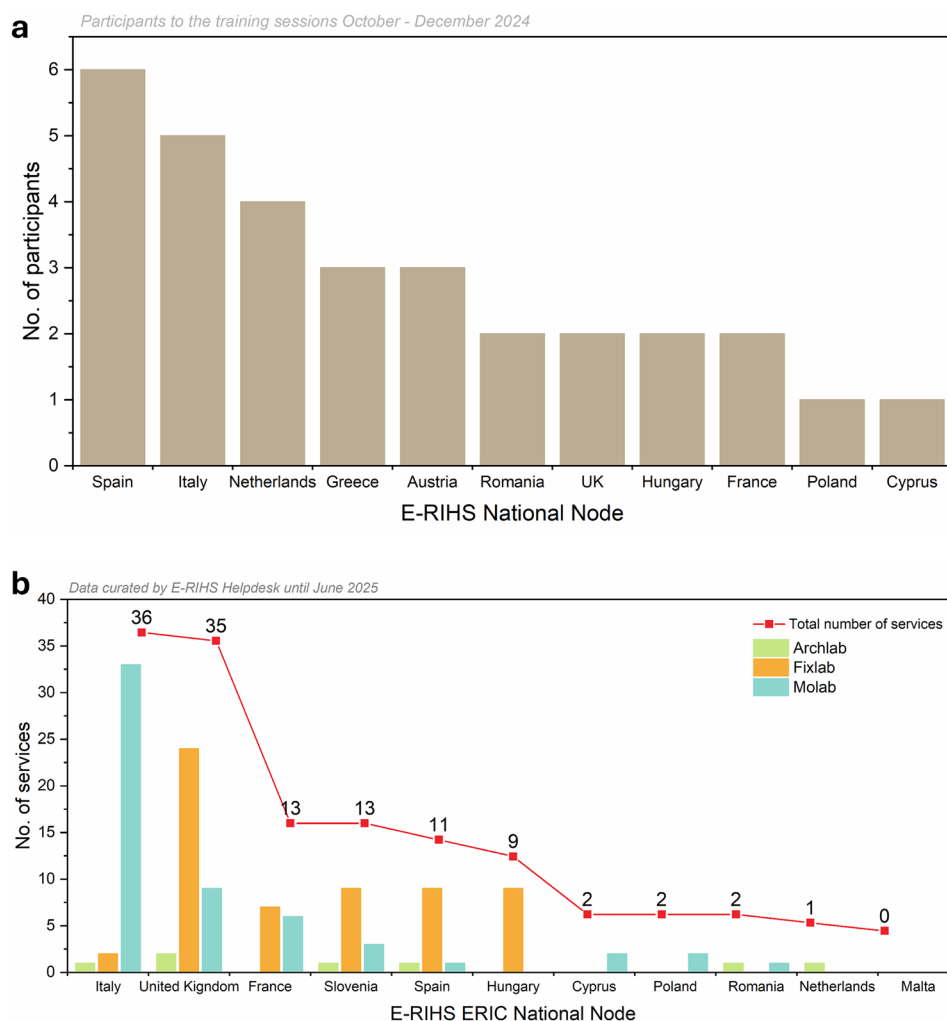 a
Participants to the training sessions October - December 2024
No. of participants
6
5
4
3
2
1
0
Spain Italy Netherlands Greece Austria Romania UK Hungary France Poland Cyprus
E-RIHS National Node
b
Data curated by E-RIHS Helpdesk until June 2025
No. of services
40
35
30
25
20
15
10
5
0
36 35 13 13 11 9 2 2 2 1 0
Total number of services
Archlab
Fixlab
Molab
Italy United Kigndom France Slovenia Spain Hungary Cyprus Poland Romania Netherlands Malta
E-RIHS ERIC National Node